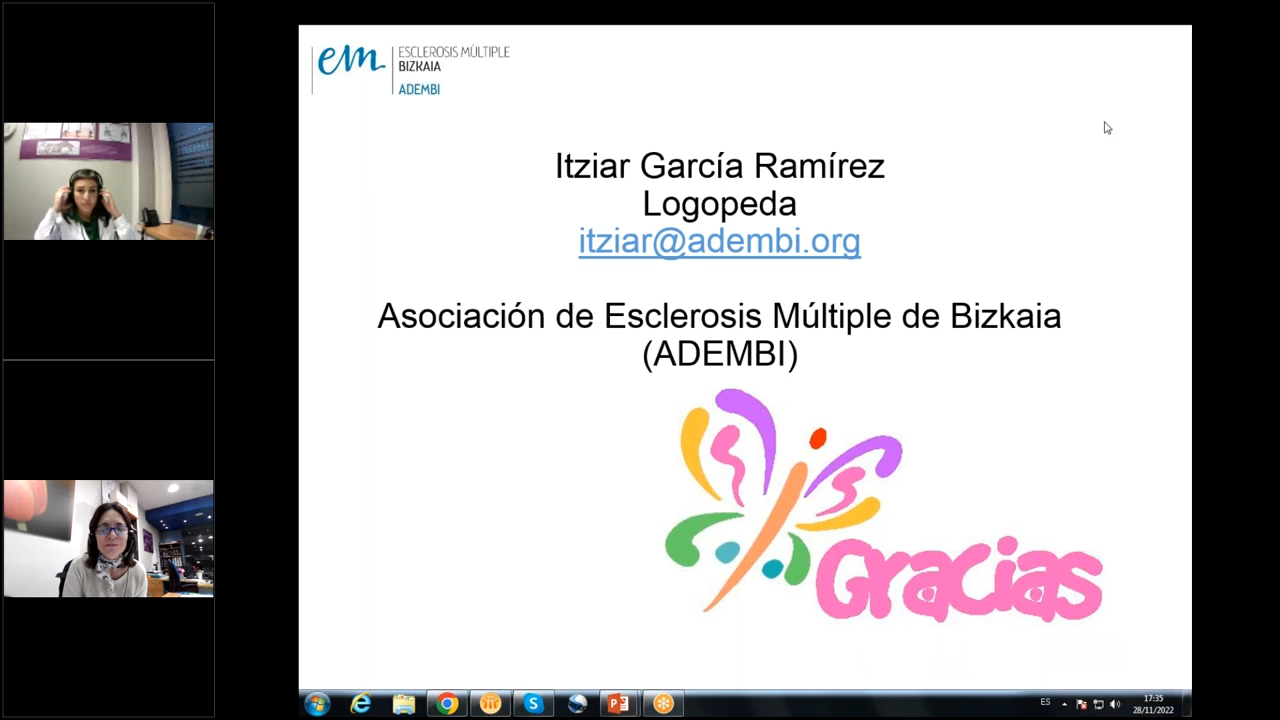 em
ESCLEROSIS MÚLTIPLE
BIZKAIA
ADEMBI
Itziar García Ramírez
Logopeda
itziar@adembi.org
Asociación de Esclerosis Múltiple de Bizkaia
(ADEMBI)
Gracias
ES
17:35
28/11/2022